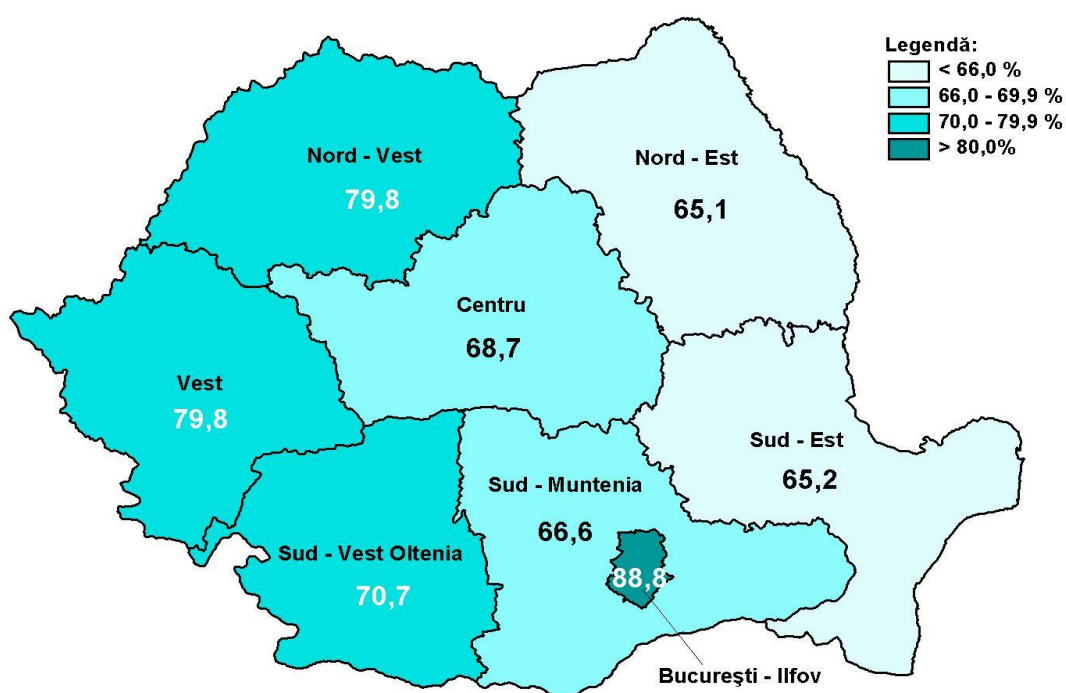 Legendă:
< 66,0 %
66,0 - 69,9 %
70,0 - 79,9 %
> 80,0%
Nord - Vest
79,8
Nord - Est
65,1
Centru
68,7
Vest
79,8
Sud - Est
65,2
Sud - Muntenia
66,6
Sud - Vest Oltenia
70,7
88,8
Bucureşti - Ilfov